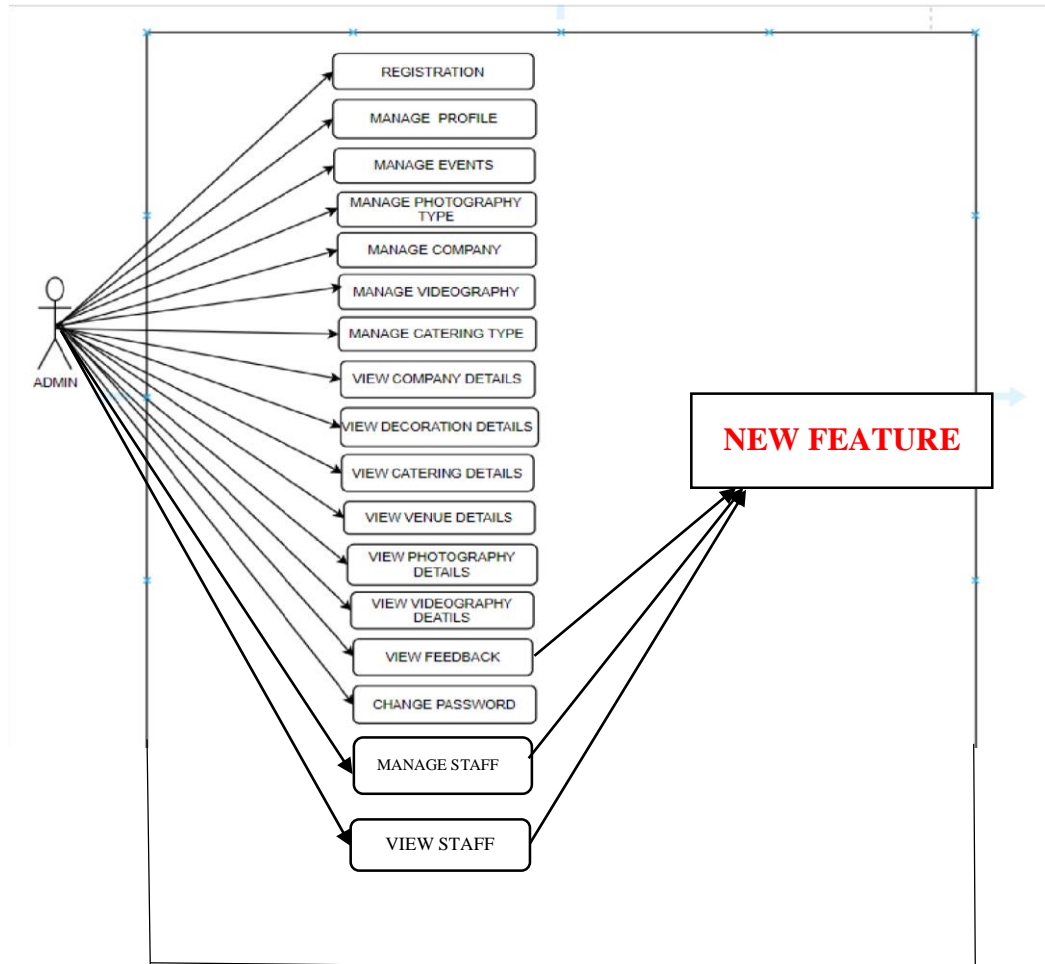 REGISTRATION
MANAGE PROFILE
MANAGE EVENTS
MANAGE PHOTOGRAPHY
TYPE
MANAGE COMPANY
MANAGE VIDEOGRAPHY
MANAGE CATERING TYPE
ADMIN
VIEW COMPANY DETAILS
VIEW DECORATION DETAILS
NEW FEATURE
VIEW CATERING DETAILS
VIEW VENUE DETAILS
VIEW PHOTOGRAPHY
DETAILS
VIEW VIDEOGRAPHY
DEATILS
VIEW FEEDBACK
CHANGE PASSWORD
MANAGE STAFF
VIEW STAFF